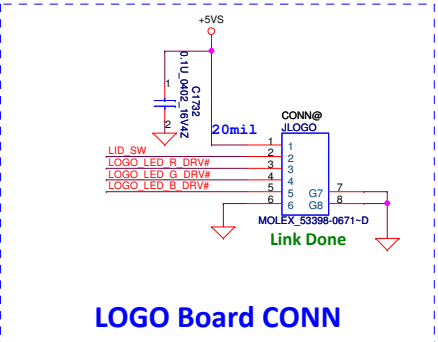 +5VS
1
0.1U_0402_16V4Z
C1732
2
20mil
CONN@
JLOGO
1 1
LID_SW 2 2
LOGO_LED_R_DRV# 3 3
LOGO_LED_G_DRV# 4 4
LOGO_LED_B_DRV# 5 5 G7 7
6 6 G8 8
MOLEX_53398-0671~D
Link Done
LOGO Board CONN